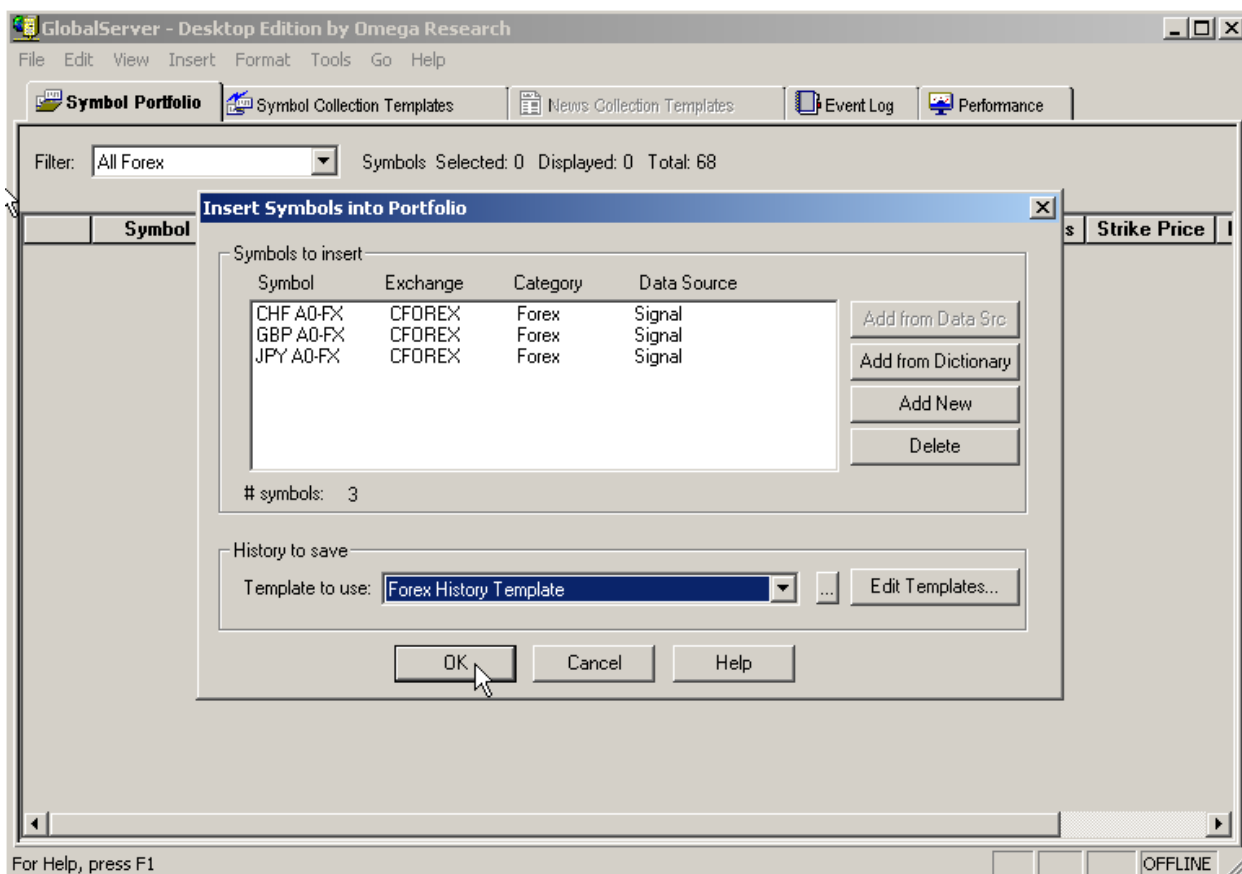 GlobalServer - Desktop Edition by Omega Research
File Edit View Insert Format Tools Go Help
Symbol Portfolio Symbol Collection Templates News Collection Templates Event Log Performance
Filter: All Forex Symbols Selected: 0 Displayed: 0 Total: 68
Insert Symbols into Portfolio
Symbol s Strike Price
Symbols to insert
Symbol Exchange Category Data Source
CHF A0-FX CFOREX Forex Signal
GBP A0-FX CFOREX Forex Signal
JPY A0-FX CFOREX Forex Signal
Add from Data Src
Add from Dictionary
Add New
Delete
# symbols: 3
History to save
Template to use: Forex History Template ... Edit Templates...
OK Cancel Help
For Help, press F1 OFFLINE